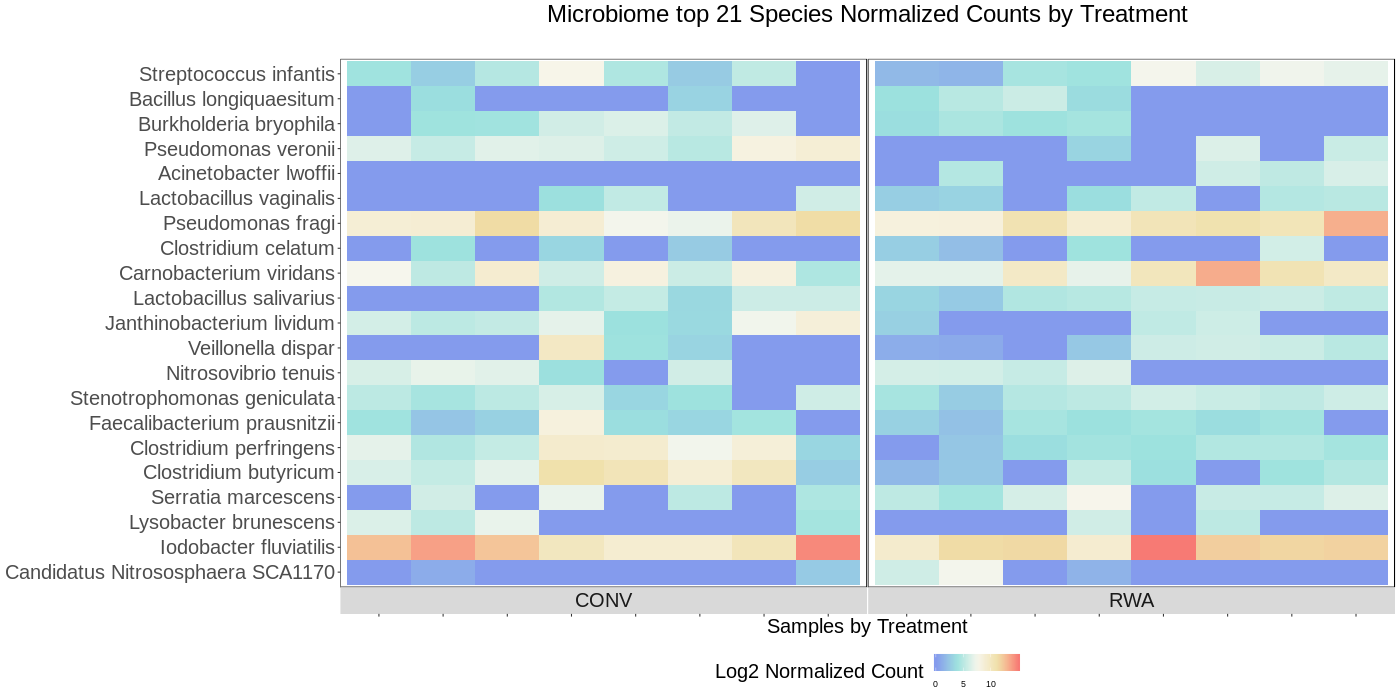 Microbiome top 21 Species Normalized Counts by Treatment
Streptococcus infantis
Bacillus longiquaesitum
Burkholderia bryophila
Pseudomonas veronii
Acinetobacter lwoffii
Lactobacillus vaginalis
Pseudomonas fragi
Clostridium celatum
Carnobacterium viridans
Lactobacillus salivarius
Janthinobacterium lividum
Veillonella dispar
Nitrosovibrio tenuis
Stenotrophomonas geniculata
Faecalibacterium prausnitzii
Clostridium perfringens
Clostridium butyricum
Serratia marcescens
Lysobacter brunescens
Iodobacter fluviatilis
Candidatus Nitrososphaera SCA1170
CONV RWA
Samples by Treatment
Log2 Normalized Count
0 5 10